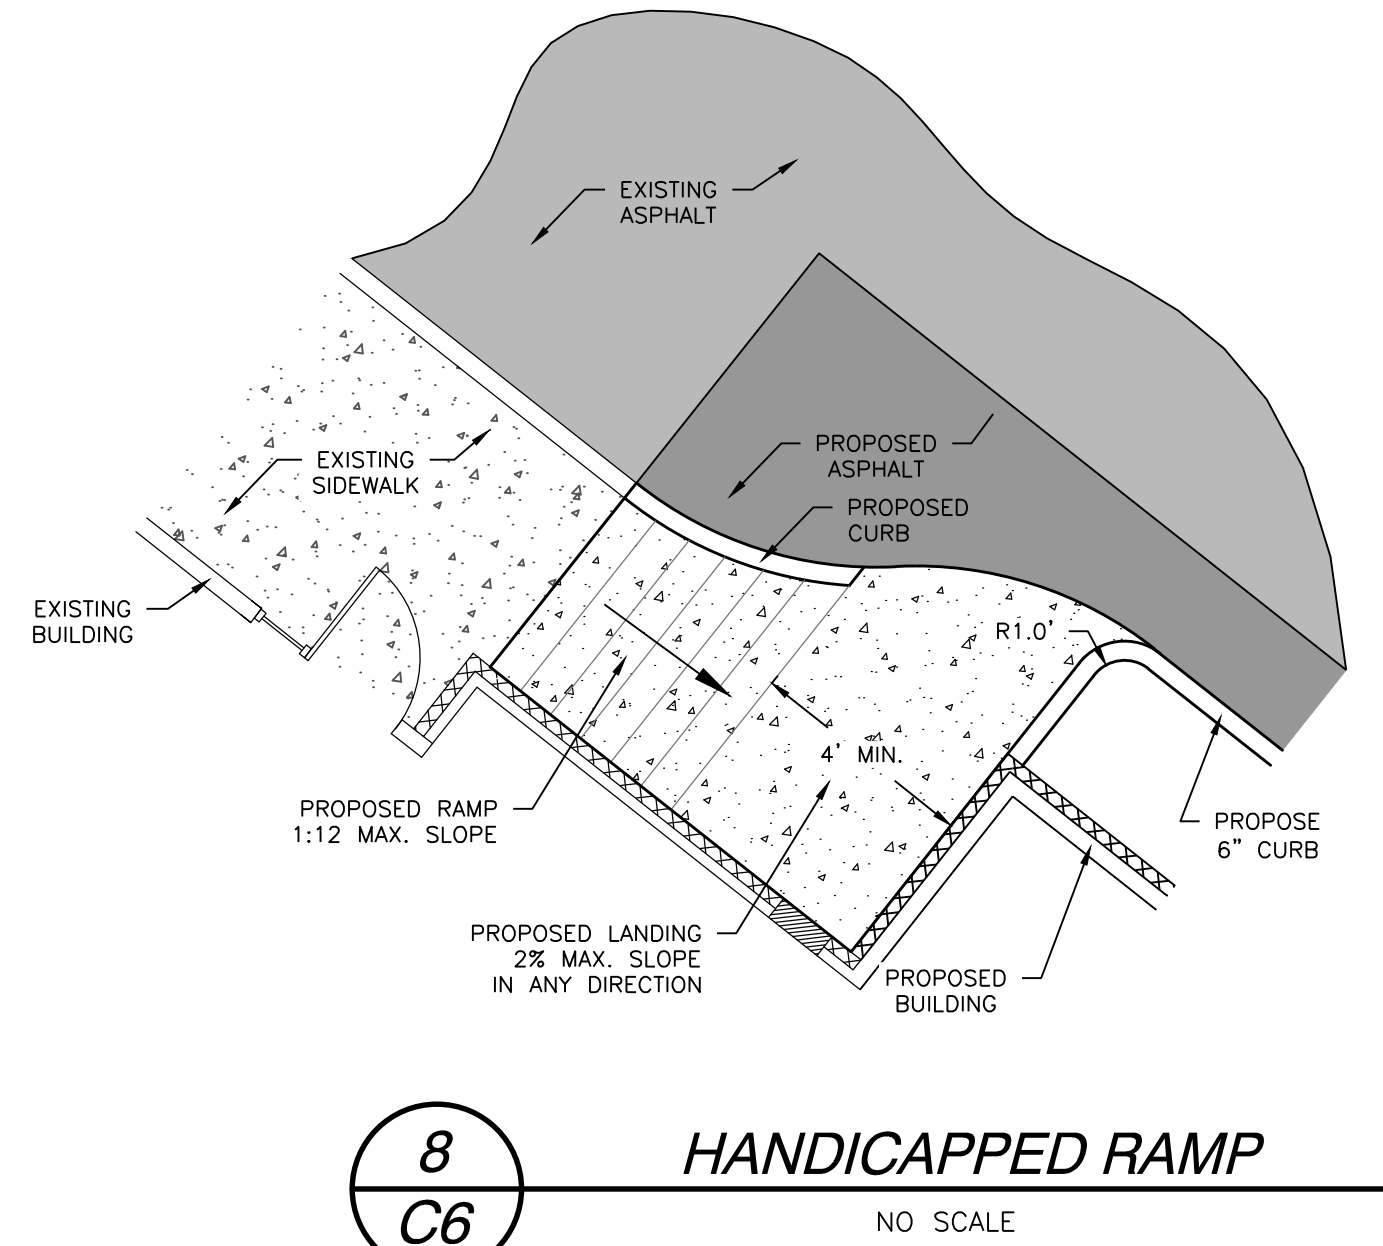 EXISTING
ASPHALT
PROPOSED
ASPHALT
EXISTING
SIDEWALK
PROPOSED
CURB
EXISTING
BUILDING
R1.0'
4' MIN.
PROPOSED RAMP
1:12 MAX. SLOPE
PROPOSE
6" CURB
PROPOSED LANDING
2% MAX. SLOPE
IN ANY DIRECTION
PROPOSED
BUILDING
8
C6
HANDICAPPED RAMP
NO SCALE